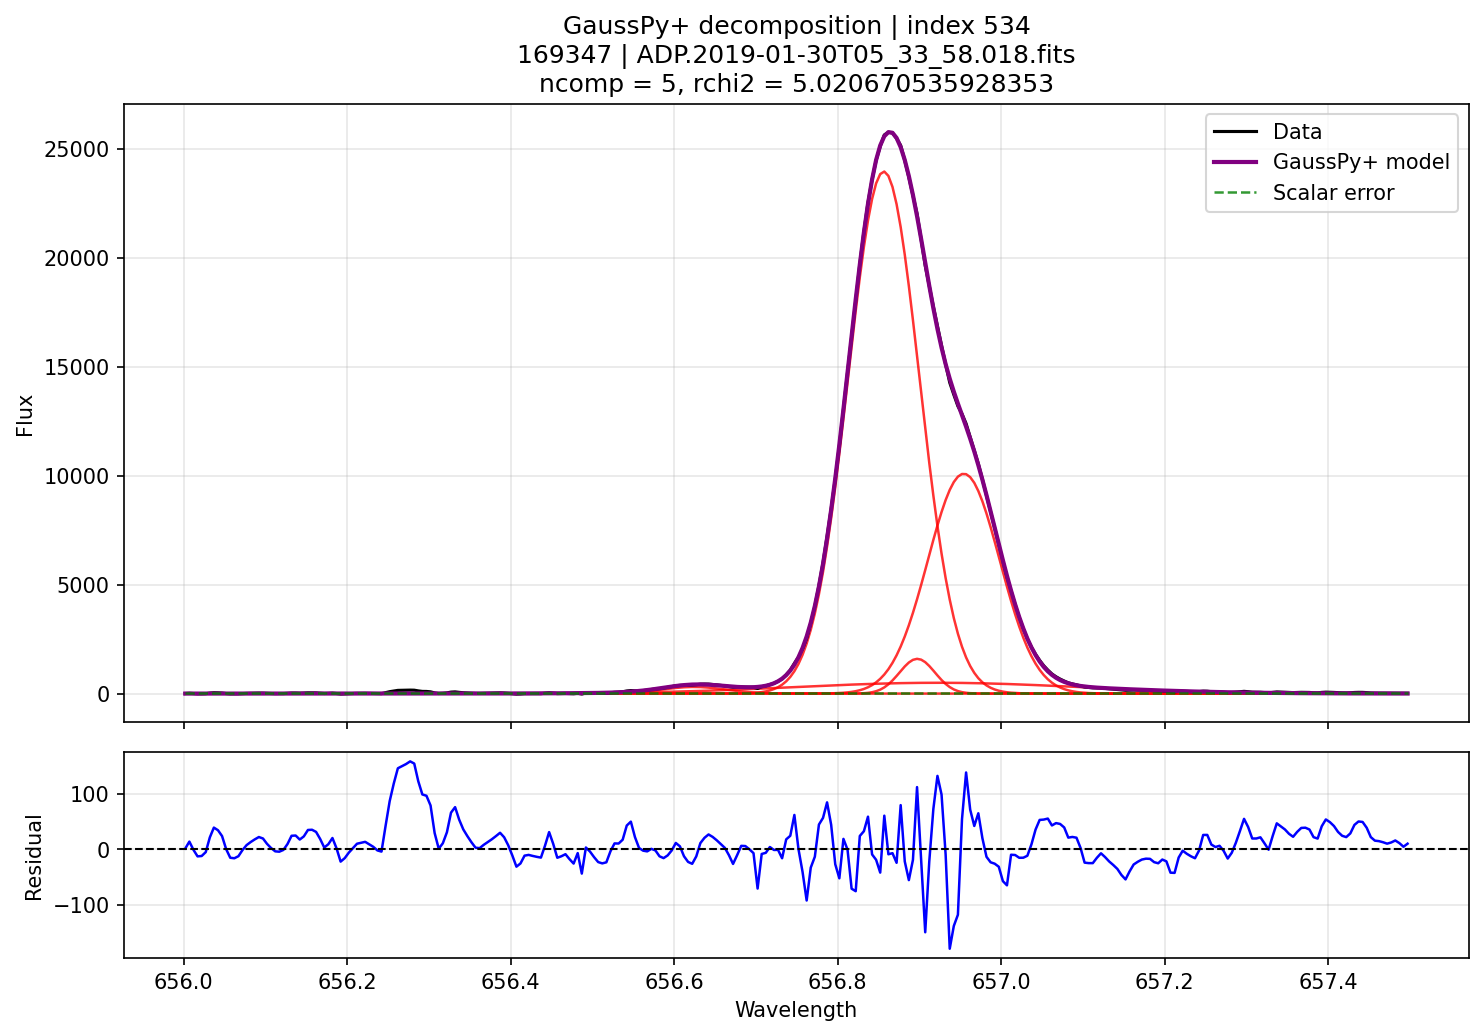 GaussPy+ decomposition | index 534
169347 | ADP.2019-01-30T05_33_58.018.fits
ncomp = 5, rchi2 = 5.020670535928353
Data
GaussPy+ model
Scalar error
Flux
25000
20000
15000
10000
5000
0
Residual
100
0
−100
656.0
656.2
656.4
656.6
656.8
657.0
657.2
657.4
Wavelength